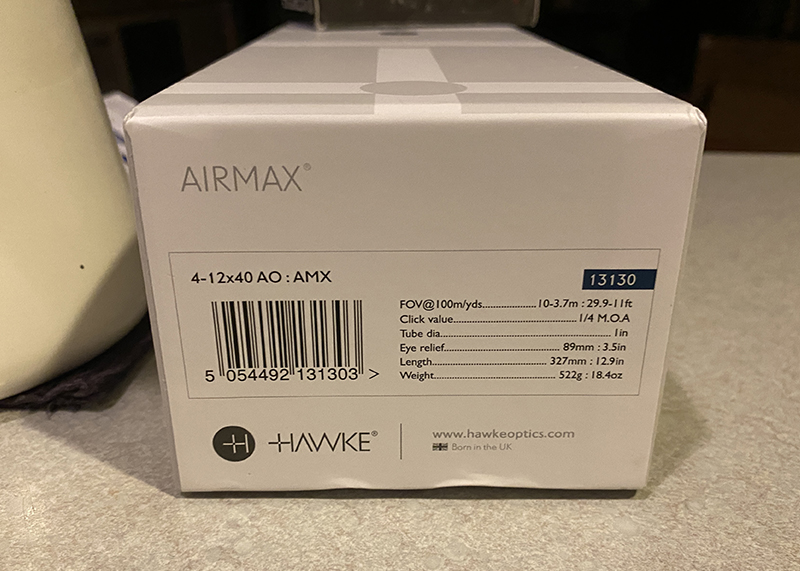 AIRMAX®
4-12x40 AO : AMX
13130
FOV@100m/yds..................10-3.7m : 29.9-11ft
Click value.........................................1/4 M.O.A
Tube dia.........................................................1in
Eye relief....................................89mm : 3.5in
Length.......................................327mm : 12.9in
Weight.........................................522g : 18.4oz
5 054492 131303 >
H HAWKE®
www.hawkeoptics.com
Born in the UK